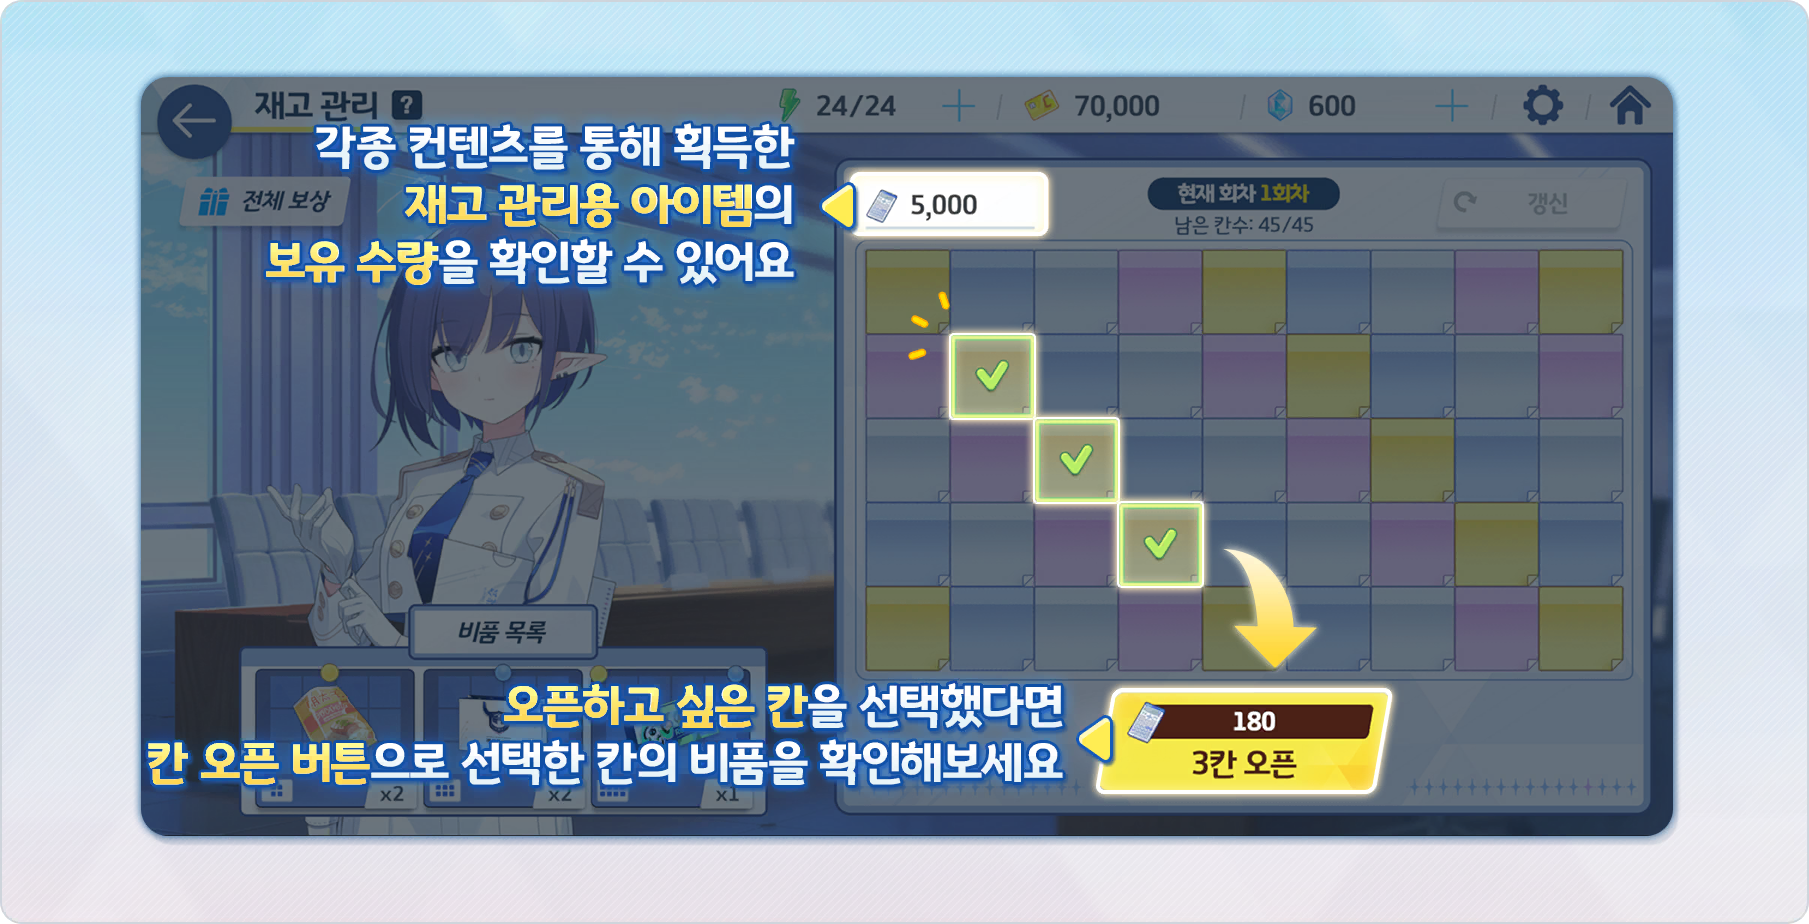 재고 관리 ?
24/24
70,000
600
각종 컨텐츠를 통해 획득한
재고 관리용 아이템의
보유 수량을 확인할 수 있어요
전체 보상
5,000
현재 회차 1회차
남은 칸수: 45/45
갱신
비품 목록
오픈하고 싶은 칸을 선택했다면
칸 오픈 버튼으로 선택한 칸의 비품을 확인해보세요
x2
x2
x1
180
3칸 오픈